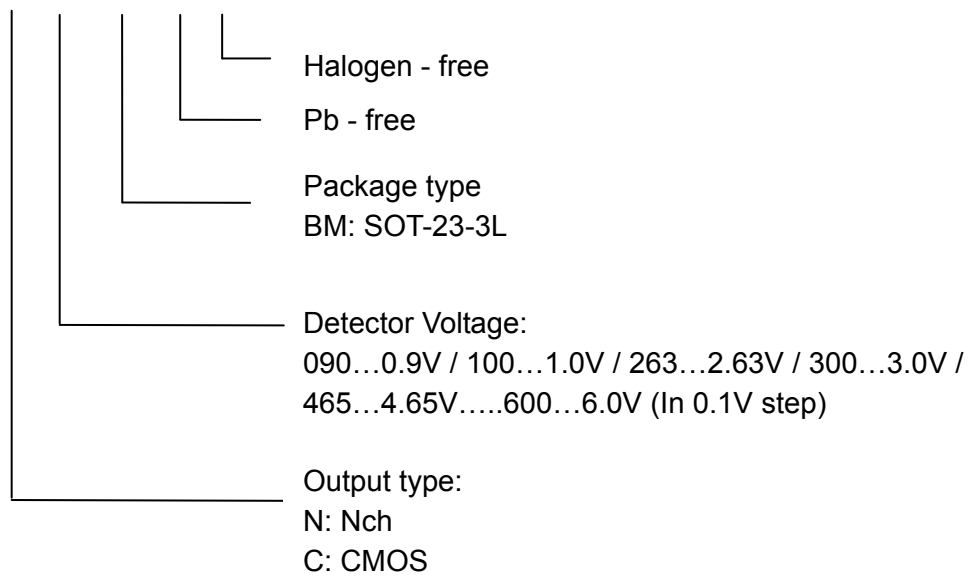 Halogen - free
Pb - free
Package type
BM: SOT-23-3L
Detector Voltage:
090…0.9V / 100…1.0V / 263…2.63V / 300…3.0V /
465…4.65V…..600…6.0V (In 0.1V step)
Output type:
N: Nch
C: CMOS